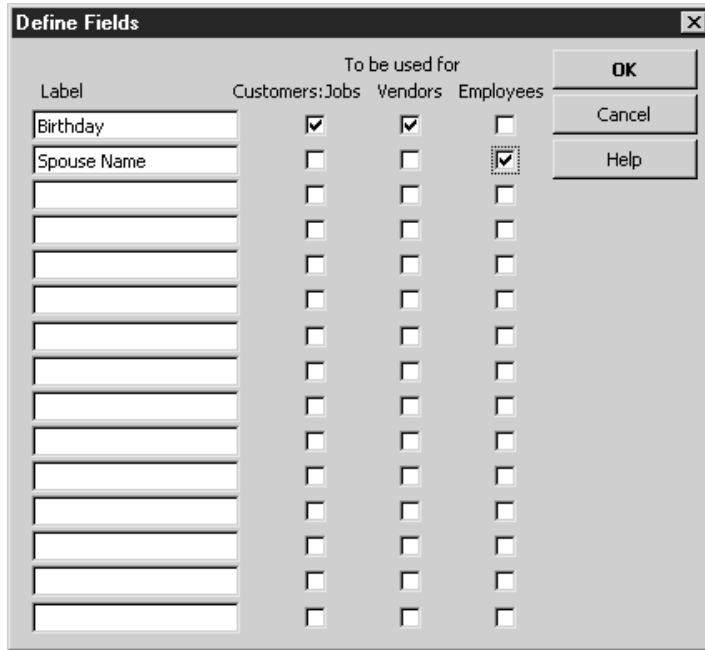 Define Fields
To be used for
Label Customers:Jobs Vendors Employees
OK
Birthday
Cancel
Spouse Name
Help